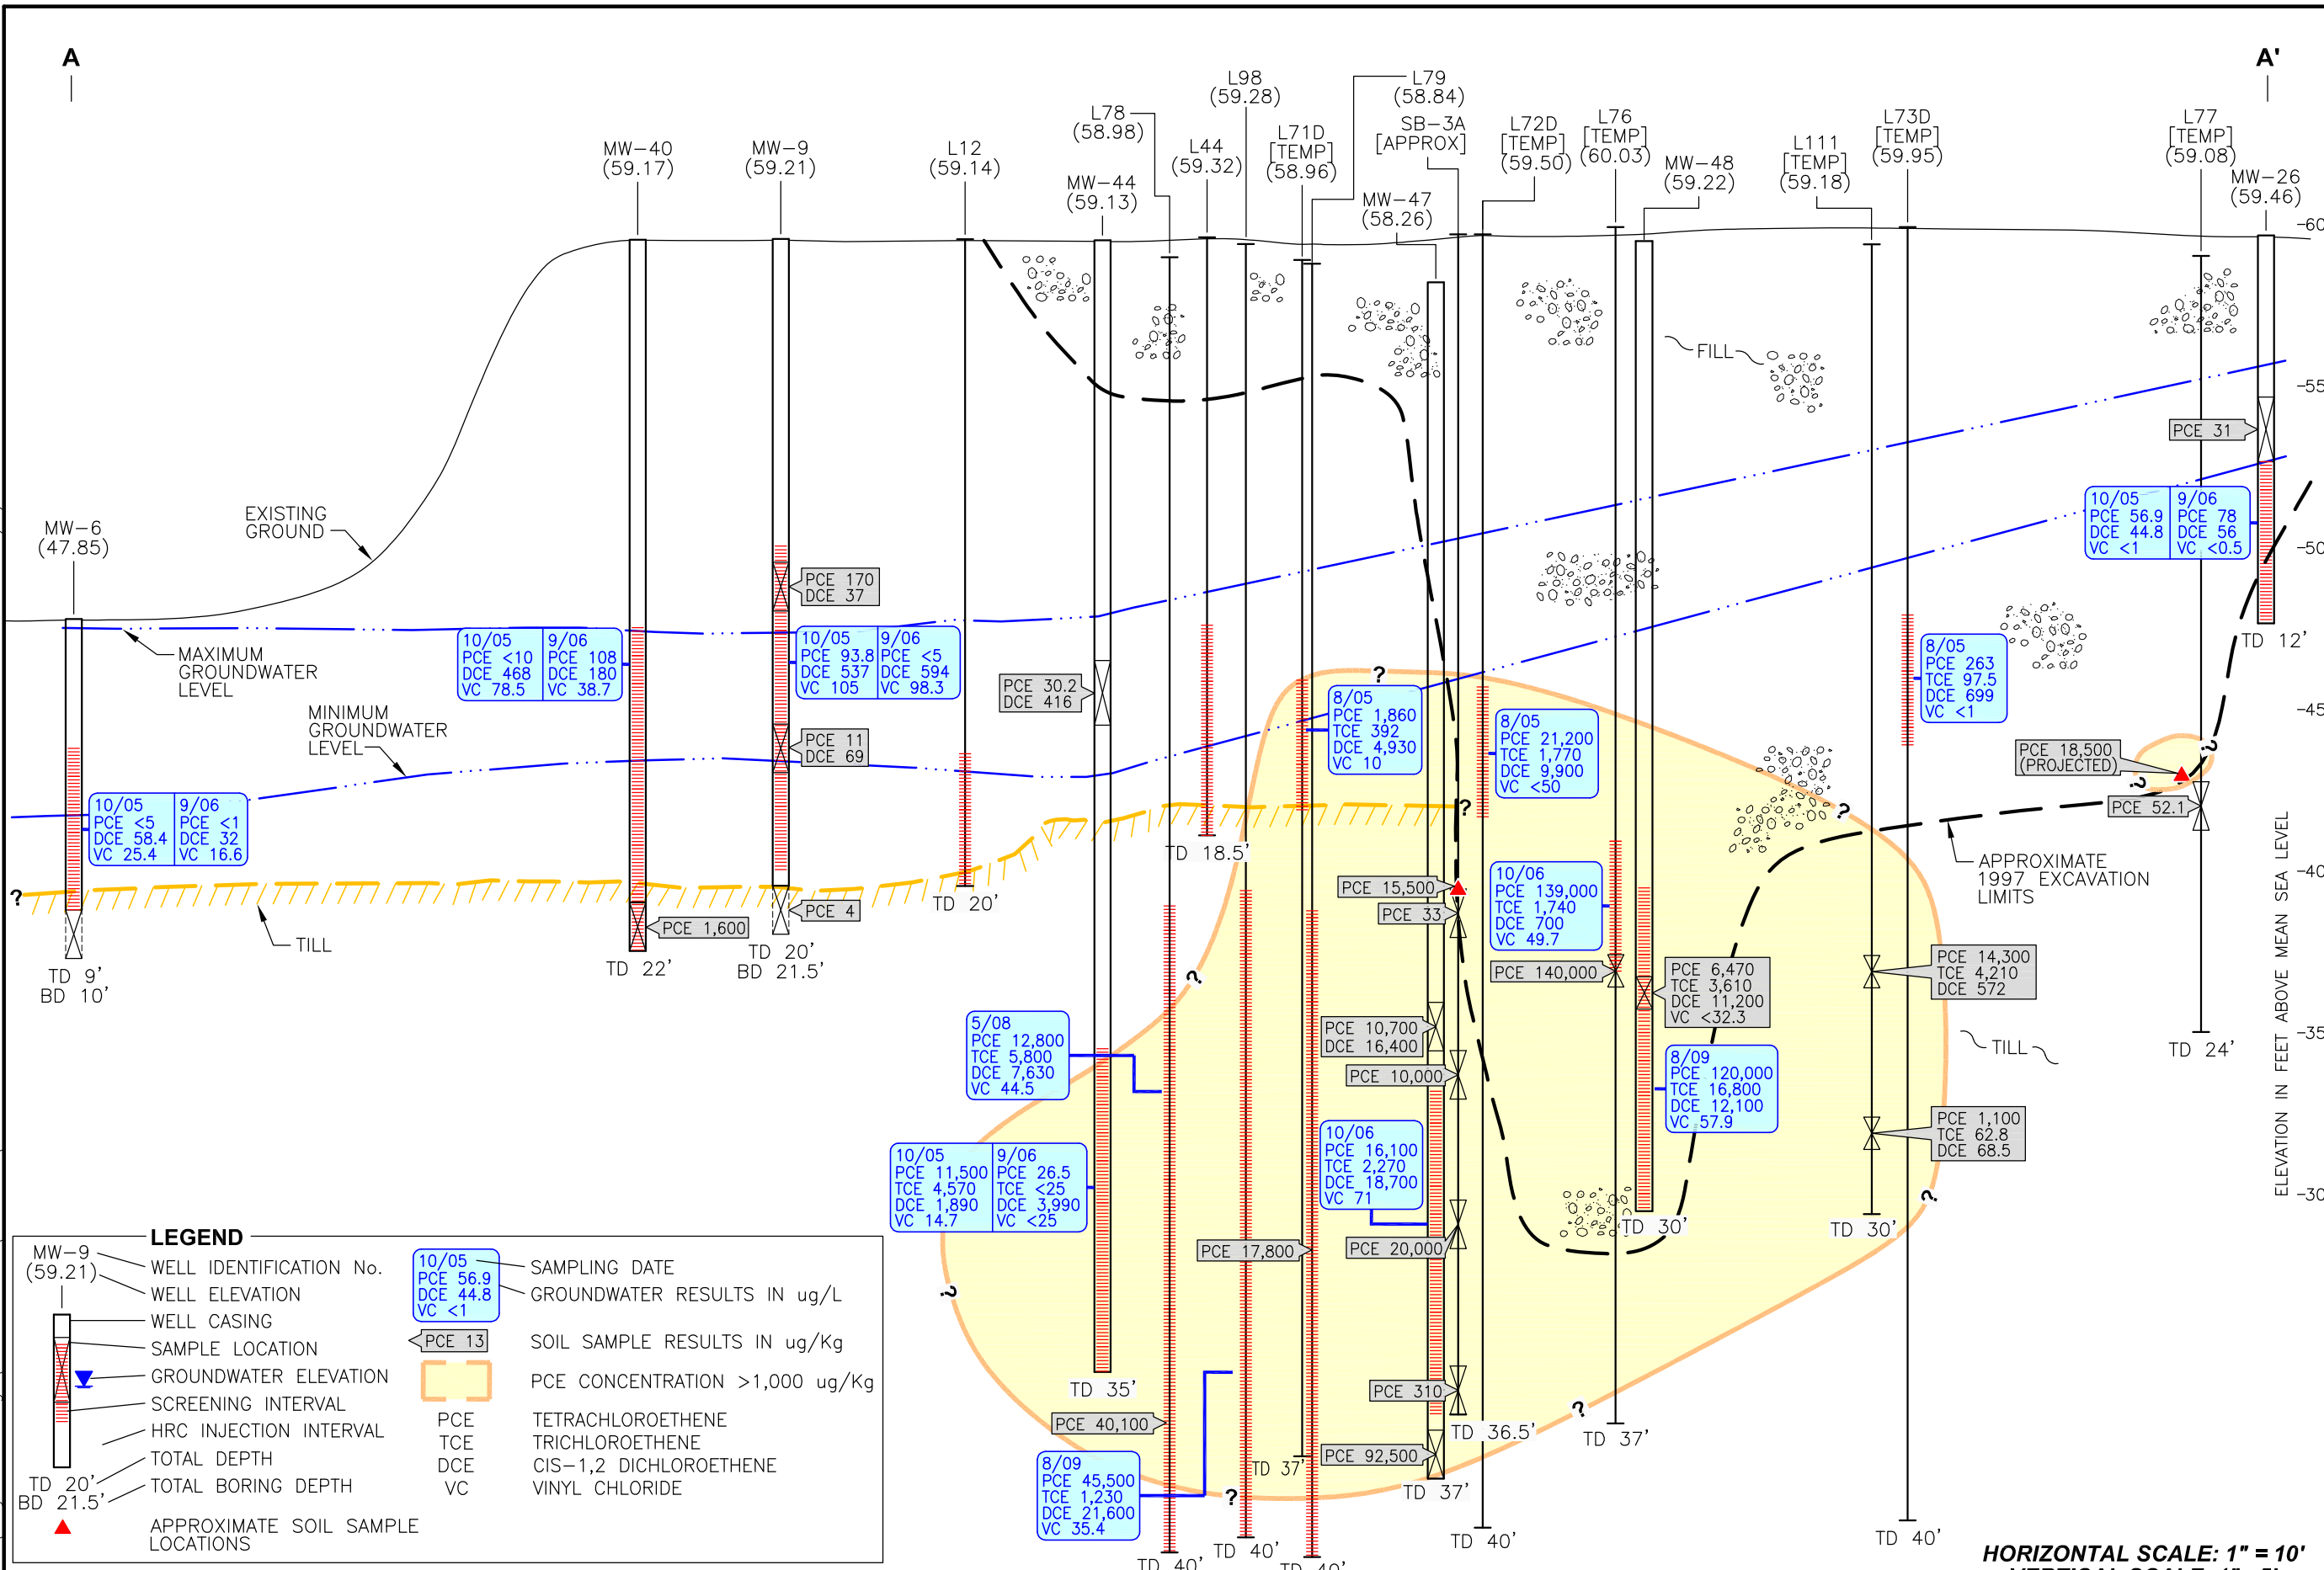 A
A'
MW-6
(47.85)
MW-40
(59.17)
MW-9
(59.21)
L12
(59.14)
MW-44
(59.13)
L78
(58.98)
L44
(59.32)
L98
(59.28)
L71D
[TEMP]
(58.96)
L79
(58.84)
SB-3A
[APPROX]
MW-47
(58.26)
L72D
[TEMP]
(59.50)
L76
[TEMP]
(60.03)
MW-48
(59.22)
L111
[TEMP]
(59.18)
L73D
[TEMP]
(59.95)
L77
[TEMP]
(59.08)
MW-26
(59.46)
-60
-55
-50
-45
-40
-35
-30
ELEVATION IN FEET ABOVE MEAN SEA LEVEL
EXISTING
GROUND
MAXIMUM
GROUNDWATER
LEVEL
MINIMUM
GROUNDWATER
LEVEL
FILL
TILL
TILL
APPROXIMATE
1997 EXCAVATION
LIMITS
10/05
PCE <5
DCE 58.4
VC 25.4
9/06
PCE <1
DCE 32
VC 16.6
TD 9'
BD 10'
10/05
PCE <10
DCE 468
VC 78.5
9/06
PCE 108
DCE 180
VC 38.7
PCE 1,600
TD 22'
PCE 170
DCE 37
10/05
PCE 93.8
DCE 537
VC 105
9/06
PCE <5
DCE 594
VC 98.3
PCE 11
DCE 69
PCE 4
TD 20'
BD 21.5'
TD 20'
PCE 30.2
DCE 416
10/05
PCE 11,500
TCE 4,570
DCE 1,890
VC 14.7
9/06
PCE 26.5
TCE <25
DCE 3,990
VC <25
TD 35'
5/08
PCE 12,800
TCE 5,800
DCE 7,630
VC 44.5
PCE 40,100
TD 40'
TD 18.5'
8/09
PCE 45,500
TCE 1,230
DCE 21,600
VC 35.4
TD 40'
8/05
PCE 1,860
TCE 392
DCE 4,930
VC 10
TD 37'
PCE 17,800
TD 40'
PCE 10,700
DCE 16,400
10/06
PCE 16,100
TCE 2,270
DCE 18,700
VC 71
PCE 92,500
TD 37'
PCE 15,500
PCE 33
PCE 10,000
PCE 20,000
PCE 310
TD 36.5'
8/05
PCE 21,200
TCE 1,770
DCE 9,900
VC <50
TD 40'
10/06
PCE 139,000
TCE 1,740
DCE 700
VC 49.7
PCE 140,000
TD 37'
PCE 6,470
TCE 3,610
DCE 11,200
VC <32.3
8/09
PCE 120,000
TCE 16,800
DCE 12,100
VC 57.9
TD 30'
PCE 14,300
TCE 4,210
DCE 572
PCE 1,100
TCE 62.8
DCE 68.5
TD 30'
8/05
PCE 263
TCE 97.5
DCE 699
VC <1
TD 40'
PCE 18,500
(PROJECTED)
PCE 52.1
TD 24'
PCE 31
10/05
PCE 56.9
DCE 44.8
VC <1
9/06
PCE 78
DCE 56
VC <0.5
TD 12'
?
?
?
?
?
?
?
?
?
?
?
LEGEND
MW-9
(59.21)
WELL IDENTIFICATION No.
WELL ELEVATION
WELL CASING
SAMPLE LOCATION
GROUNDWATER ELEVATION
SCREENING INTERVAL
HRC INJECTION INTERVAL
TOTAL DEPTH
TOTAL BORING DEPTH
TD 20'
BD 21.5'
APPROXIMATE SOIL SAMPLE
LOCATIONS
10/05
PCE 56.9
DCE 44.8
VC <1
SAMPLING DATE
GROUNDWATER RESULTS IN ug/L
PCE 13
SOIL SAMPLE RESULTS IN ug/Kg
PCE CONCENTRATION >1,000 ug/Kg
PCE TETRACHLOROETHENE
TCE TRICHLOROETHENE
DCE CIS-1,2 DICHLOROETHENE
VC VINYL CHLORIDE
HORIZONTAL SCALE: 1" = 10'